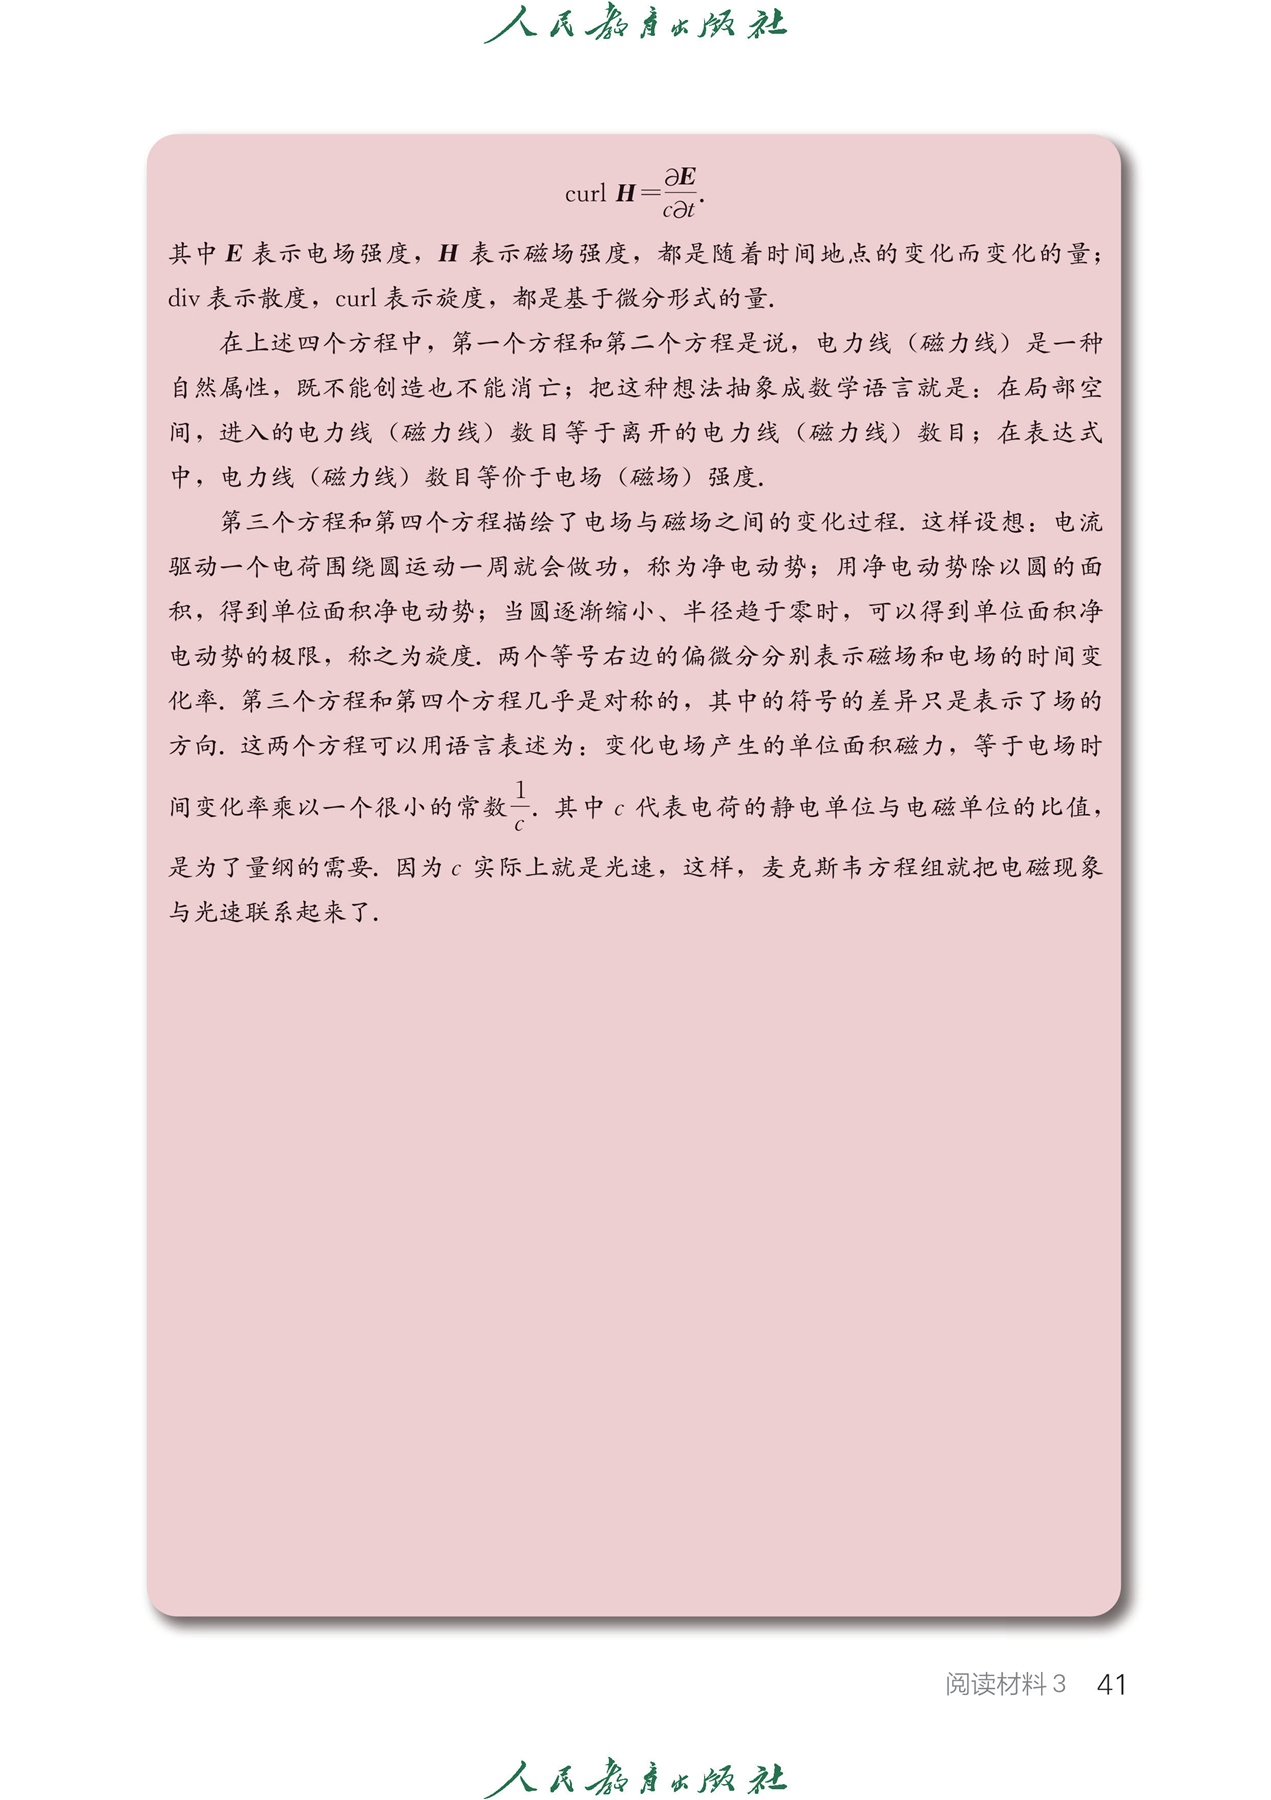 人民教育出版社
curl H=∂E/c∂t.
其中 E 表示电场强度，H 表示磁场强度，都是随着时间地点的变化而变化的量；
div 表示散度，curl 表示旋度，都是基于微分形式的量.
在上述四个方程中，第一个方程和第二个方程是说，电力线（磁力线）是一种
自然属性，既不能创造也不能消亡；把这种想法抽象成数学语言就是：在局部空
间，进入的电力线（磁力线）数目等于离开的电力线（磁力线）数目；在表达式
中，电力线（磁力线）数目等价于电场（磁场）强度.
第三个方程和第四个方程描绘了电场与磁场之间的变化过程. 这样设想：电流
驱动一个电荷围绕圆运动一周就会做功，称为净电动势；用净电动势除以圆的面
积，得到单位面积净电动势；当圆逐渐缩小、半径趋于零时，可以得到单位面积净
电动势的极限，称之为旋度. 两个等号右边的偏微分分别表示磁场和电场的时间变
化率. 第三个方程和第四个方程几乎是对称的，其中的符号的差异只是表示了场的
方向. 这两个方程可以用语言表述为：变化电场产生的单位面积磁力，等于电场时
间变化率乘以一个很小的常数1/c. 其中 c 代表电荷的静电单位与电磁单位的比值，
是为了量纲的需要. 因为 c 实际上就是光速，这样，麦克斯韦方程组就把电磁现象
与光速联系起来了.
阅读材料 3 41
人民教育出版社